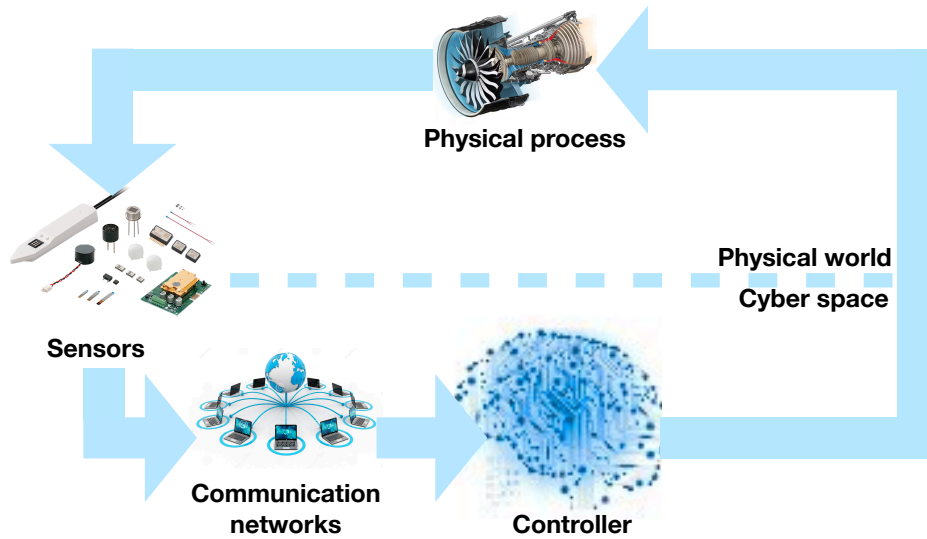 Physical process
Physical world
Cyber space
Sensors
Communication
networks
Controller